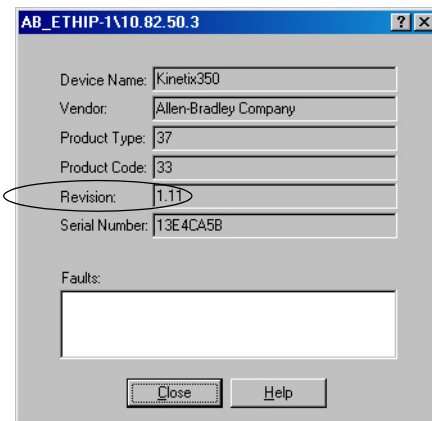 AB_ETHIP-1\10.82.50.3 ? X
Device Name: Kinetix350
Vendor: Allen-Bradley Company
Product Type: 37
Product Code: 33
Revision: 1.11
Serial Number: 13E4CA5B
Faults:
Close Help